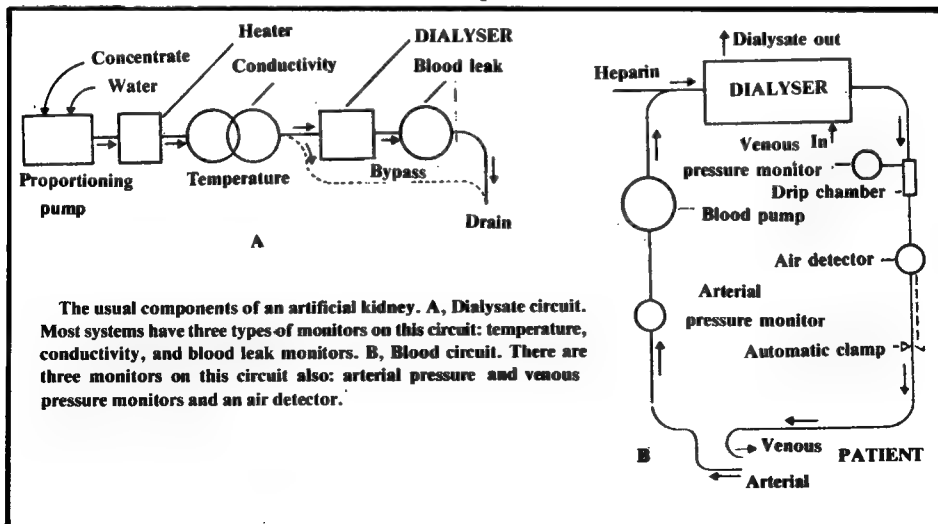 Heater
Concentrate
Water
Conductivity
DIALYSER
Blood leak
Proportioning
pump
Temperature
Bypass
Drain
A
The usual components of an artificial kidney. A, Dialysate circuit.
Most systems have three types of monitors on this circuit: temperature,
conductivity, and blood leak monitors. B, Blood circuit. There are
three monitors on this circuit also: arterial pressure and venous
pressure monitors and an air detector.
Dialysate out
Heparin
DIALYSER
Venous In
pressure monitor
Drip chamber
Blood pump
Air detector
Arterial
pressure monitor
Automatic clamp
Venous
B
PATIENT
Arterial